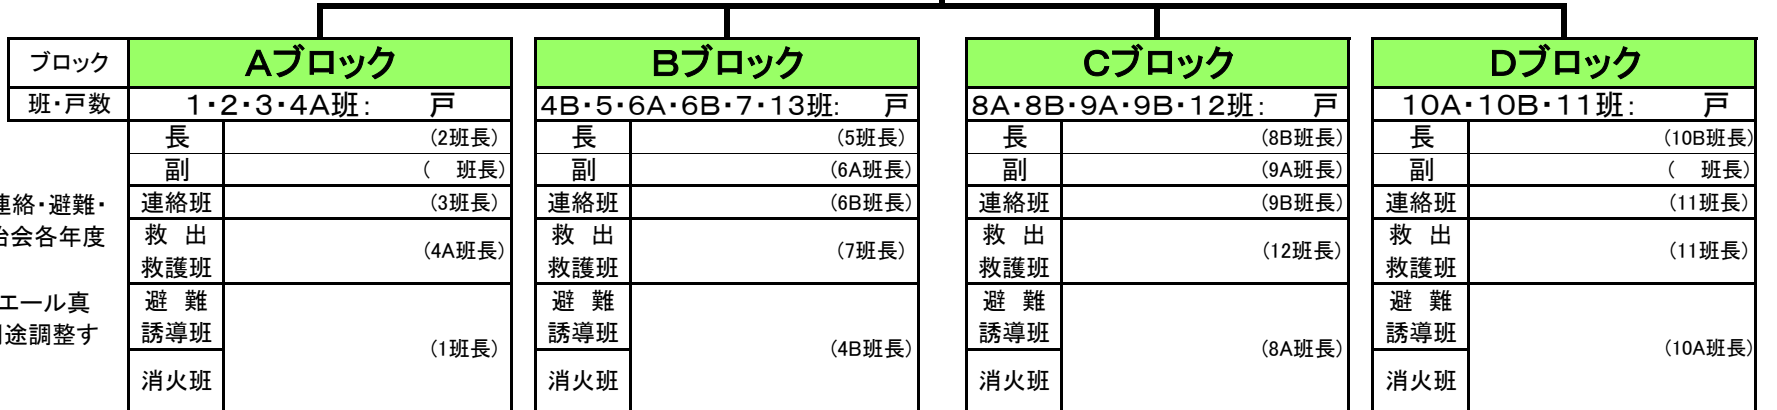 ブロック Aブロック Bブロック Cブロック Dブロック
班・戸数 1・2・3・4A班: 戸 4B・5・6A・6B・7・13班: 戸 8A・8B・9A・9B・12班: 戸 10A・10B・11班: 戸
長 (2班長) 長 (5班長) 長 (8B班長) 長 (10B班長)
副 ( 班長) 副 (6A班長) 副 (9A班長) 副 ( 班長)
連絡・避難・ 連絡班 (3班長) 連絡班 (6B班長) 連絡班 (9B班長) 連絡班 (11班長)
治会各年度 救 出 救 出 救 出 救 出
(4A班長) (7班長) (12班長) (11班長)
救護班 救護班 救護班 救護班
エール真 避 難 避 難 避 難 避 難
途調整す 誘導班 誘導班 誘導班 誘導班
(1班長) (4B班長) (8A班長) (10A班長)
消火班 消火班 消火班 消火班